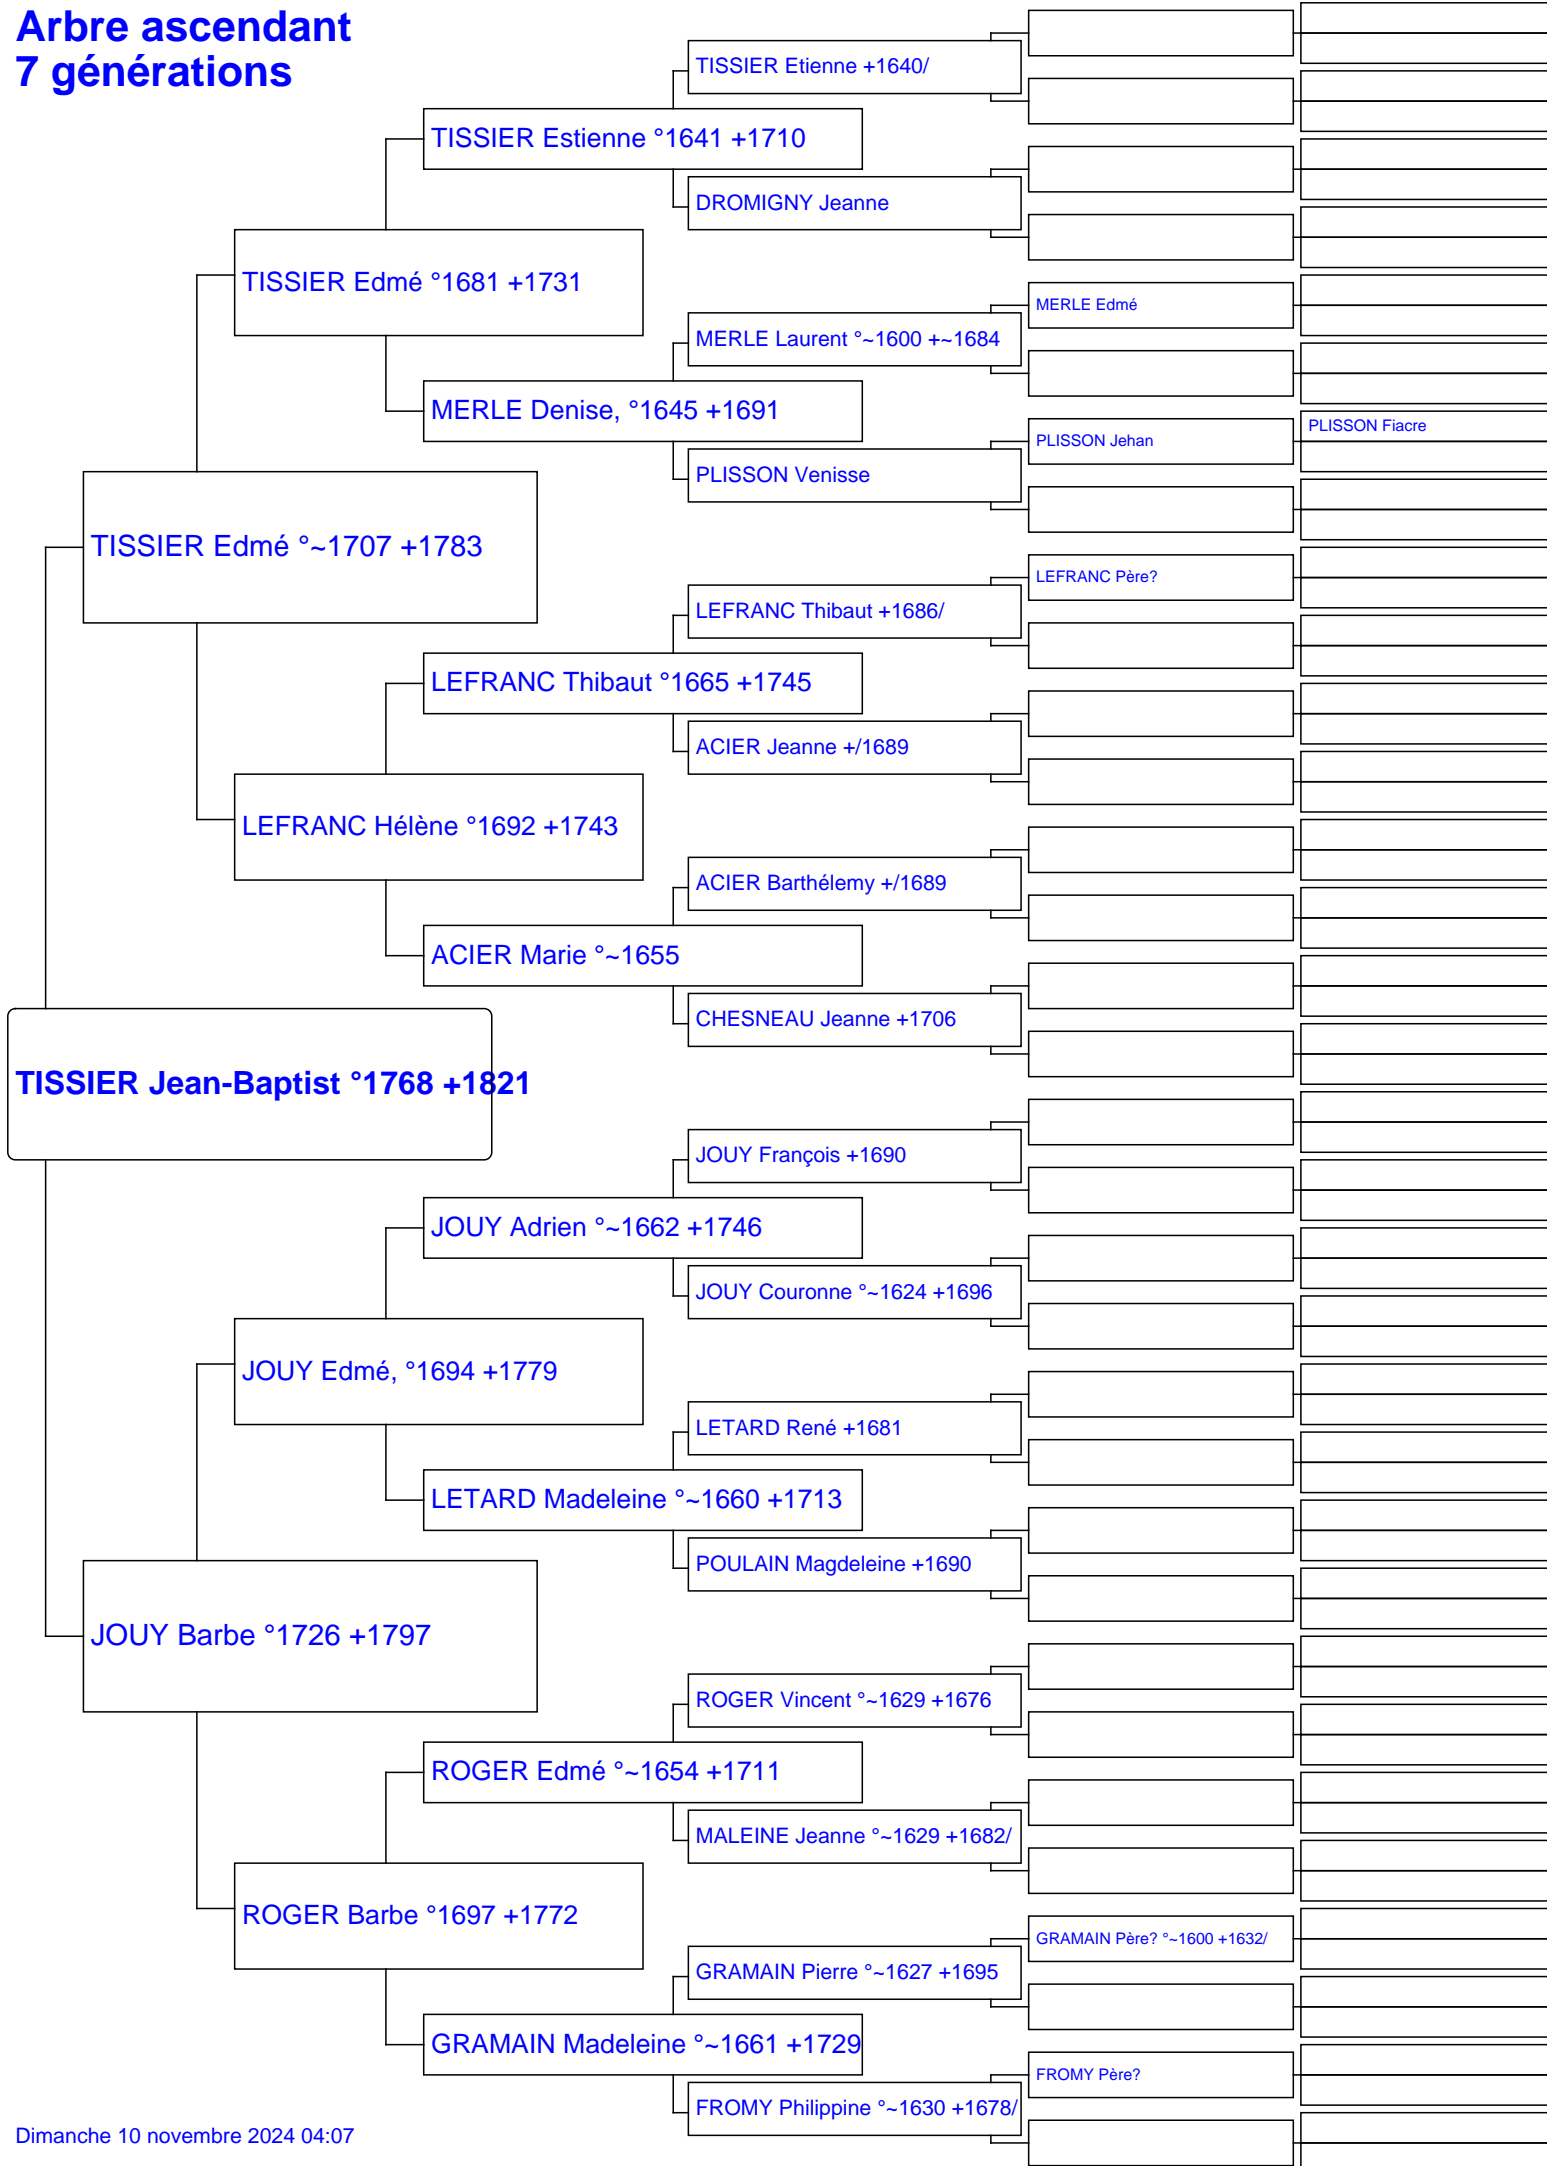 Arbre ascendant
7 générations
TISSIER Etienne +1640/
TISSIER Estienne °1641 +1710
DROMIGNY Jeanne
TISSIER Edmé °1681 +1731
MERLE Edmé
MERLE Laurent °~1600 +~1684
MERLE Denise, °1645 +1691
PLISSON Fiacre
PLISSON Jehan
PLISSON Venisse
TISSIER Edmé °~1707 +1783
LEFRANC Père?
LEFRANC Thibaut +1686/
LEFRANC Thibaut °1665 +1745
ACIER Jeanne +/1689
LEFRANC Hélène °1692 +1743
ACIER Barthélemy +/1689
ACIER Marie °~1655
CHESNEAU Jeanne +1706
TISSIER Jean-Baptist °1768 +1821
JOUY François +1690
JOUY Adrien °~1662 +1746
JOUY Couronne °~1624 +1696
JOUY Edmé, °1694 +1779
LETARD René +1681
LETARD Madeleine °~1660 +1713
POULAIN Magdeleine +1690
JOUY Barbe °1726 +1797
ROGER Vincent °~1629 +1676
ROGER Edmé °~1654 +1711
MALEINE Jeanne °~1629 +1682/
ROGER Barbe °1697 +1772
GRAMAIN Père? °~1600 +1632/
GRAMAIN Pierre °~1627 +1695
GRAMAIN Madeleine °~1661 +1729
FROMY Père?
FROMY Philippine °~1630 +1678/
Dimanche 10 novembre 2024 04:07